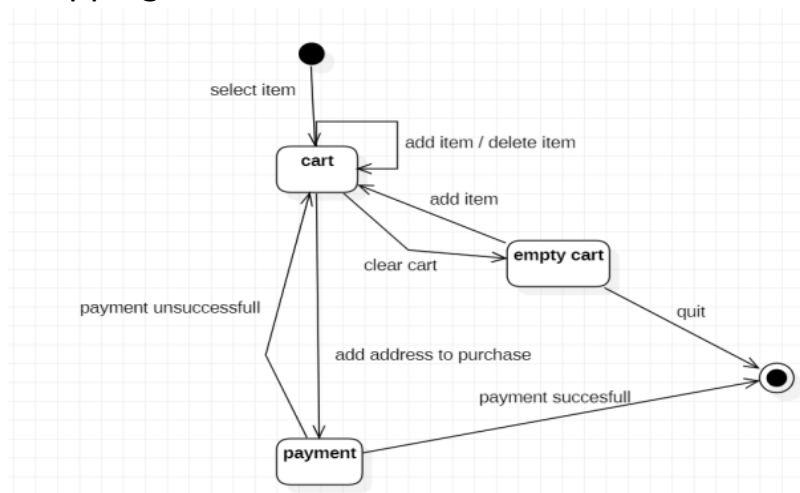 select item
add item / delete item
cart
add item
empty cart
clear cart
payment unsuccessfull
quit
add address to purchase
payment succesfull
payment